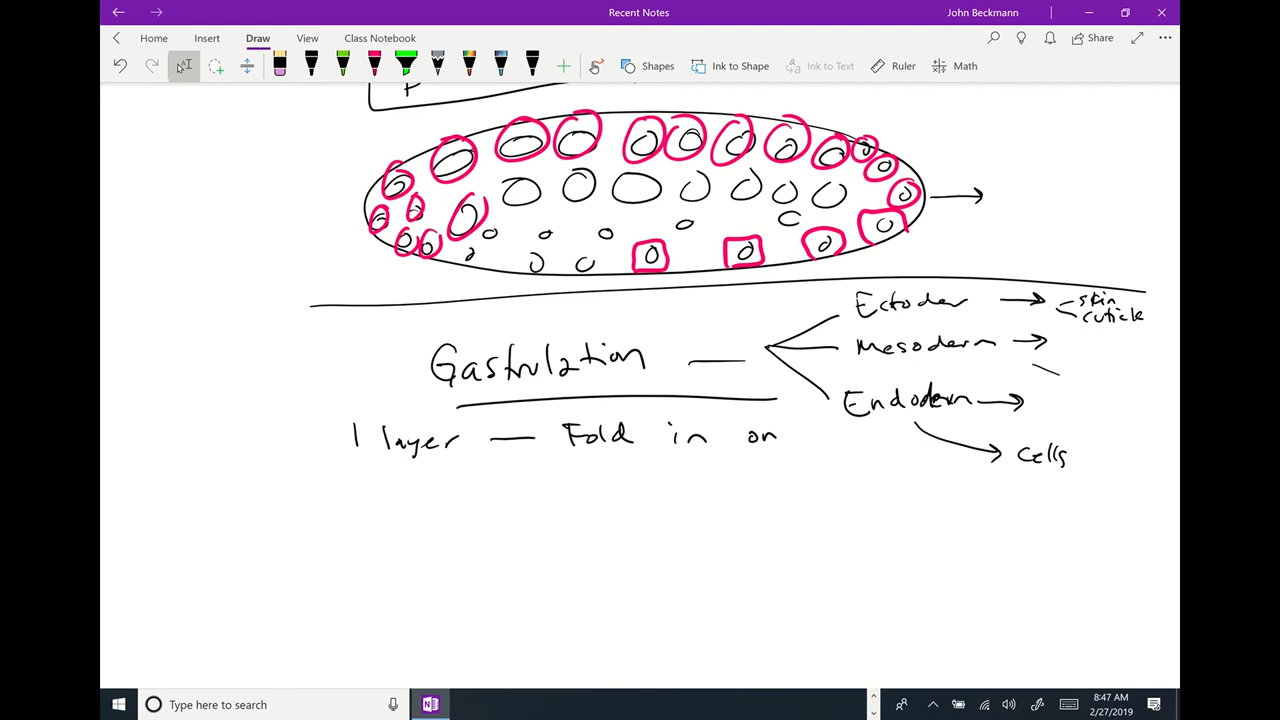 Recent Notes
John Beckmann
Home Insert Draw View Class Notebook
Share
Shapes Ink to Shape Ink to Text Ruler Math
Ectoder
skin
cuticle
Gastrulation
Mesoderm
Endoderm
1 layer — Fold in on
cells
Type here to search
8:47 AM
2/27/2019